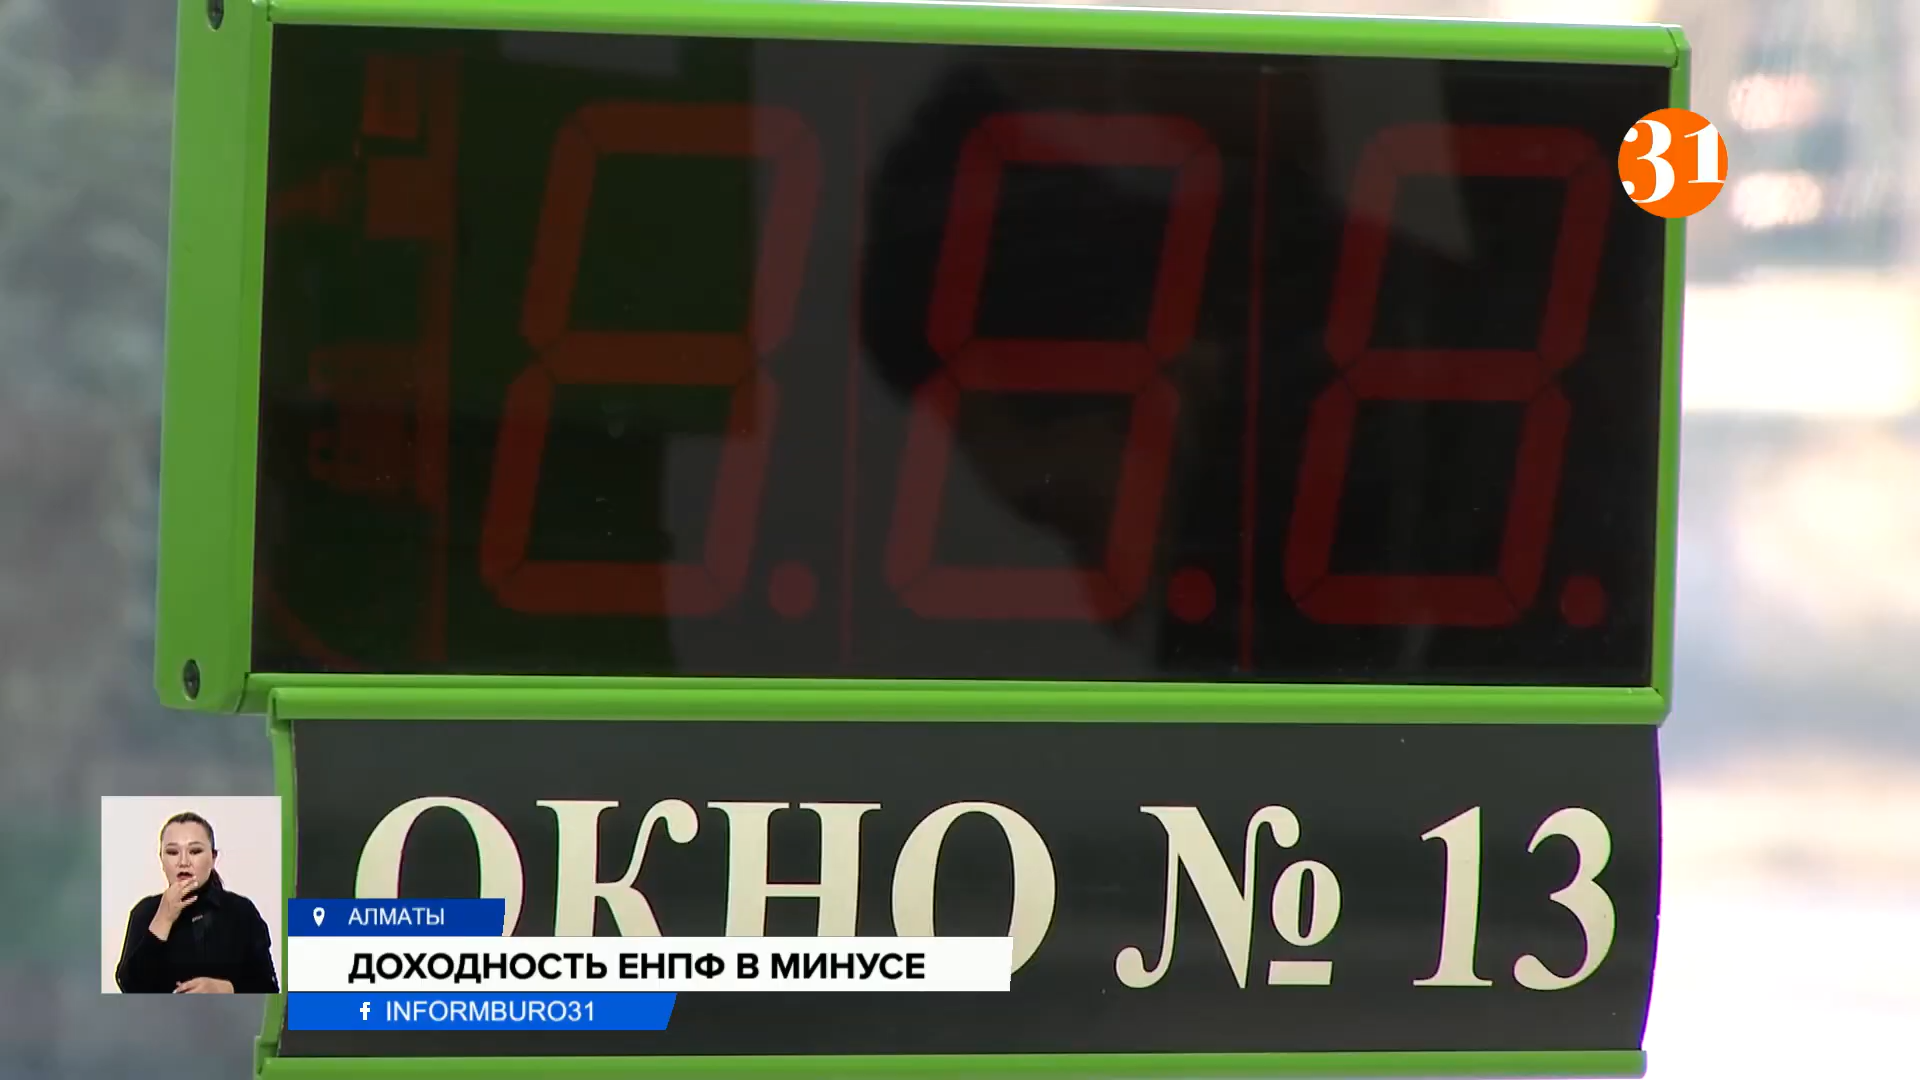 31
ОКНО № 13
АЛМАТЫ
ДОХОДНОСТЬ ЕНПФ В МИНУСЕ
INFORMBURO31